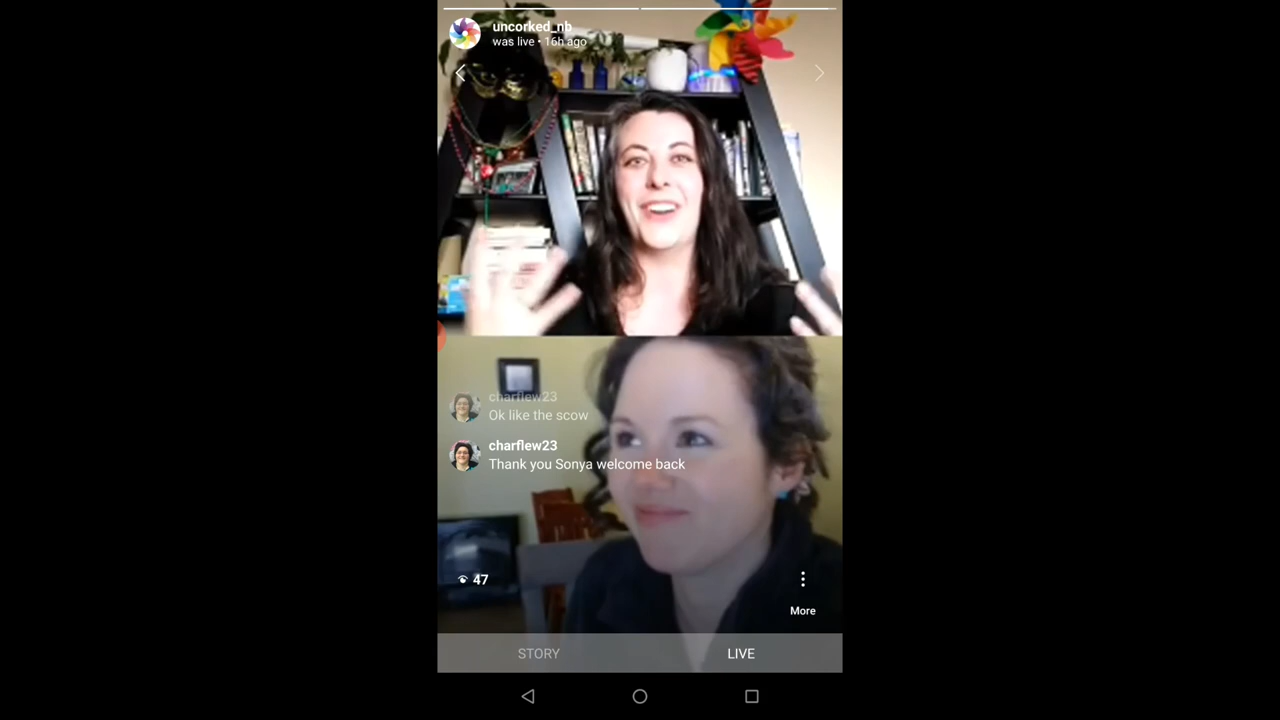 uncorked_nb
was live • 16h ago
charflew23
Ok like the scow
charflew23
Thank you Sonya welcome back
47
More
STORY
LIVE